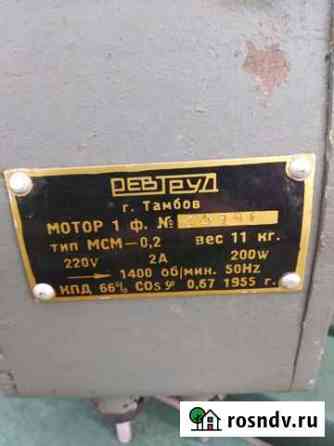 РЕВТРУД
г. Тамбов
МОТОР 1 ф. №
тип МСМ—0,2 вес 11 кг.
220V 2А 200W
1400 об/мин. 50Hz
КПД 66% COS φ 0,67 1955 г.
rosndv.ru